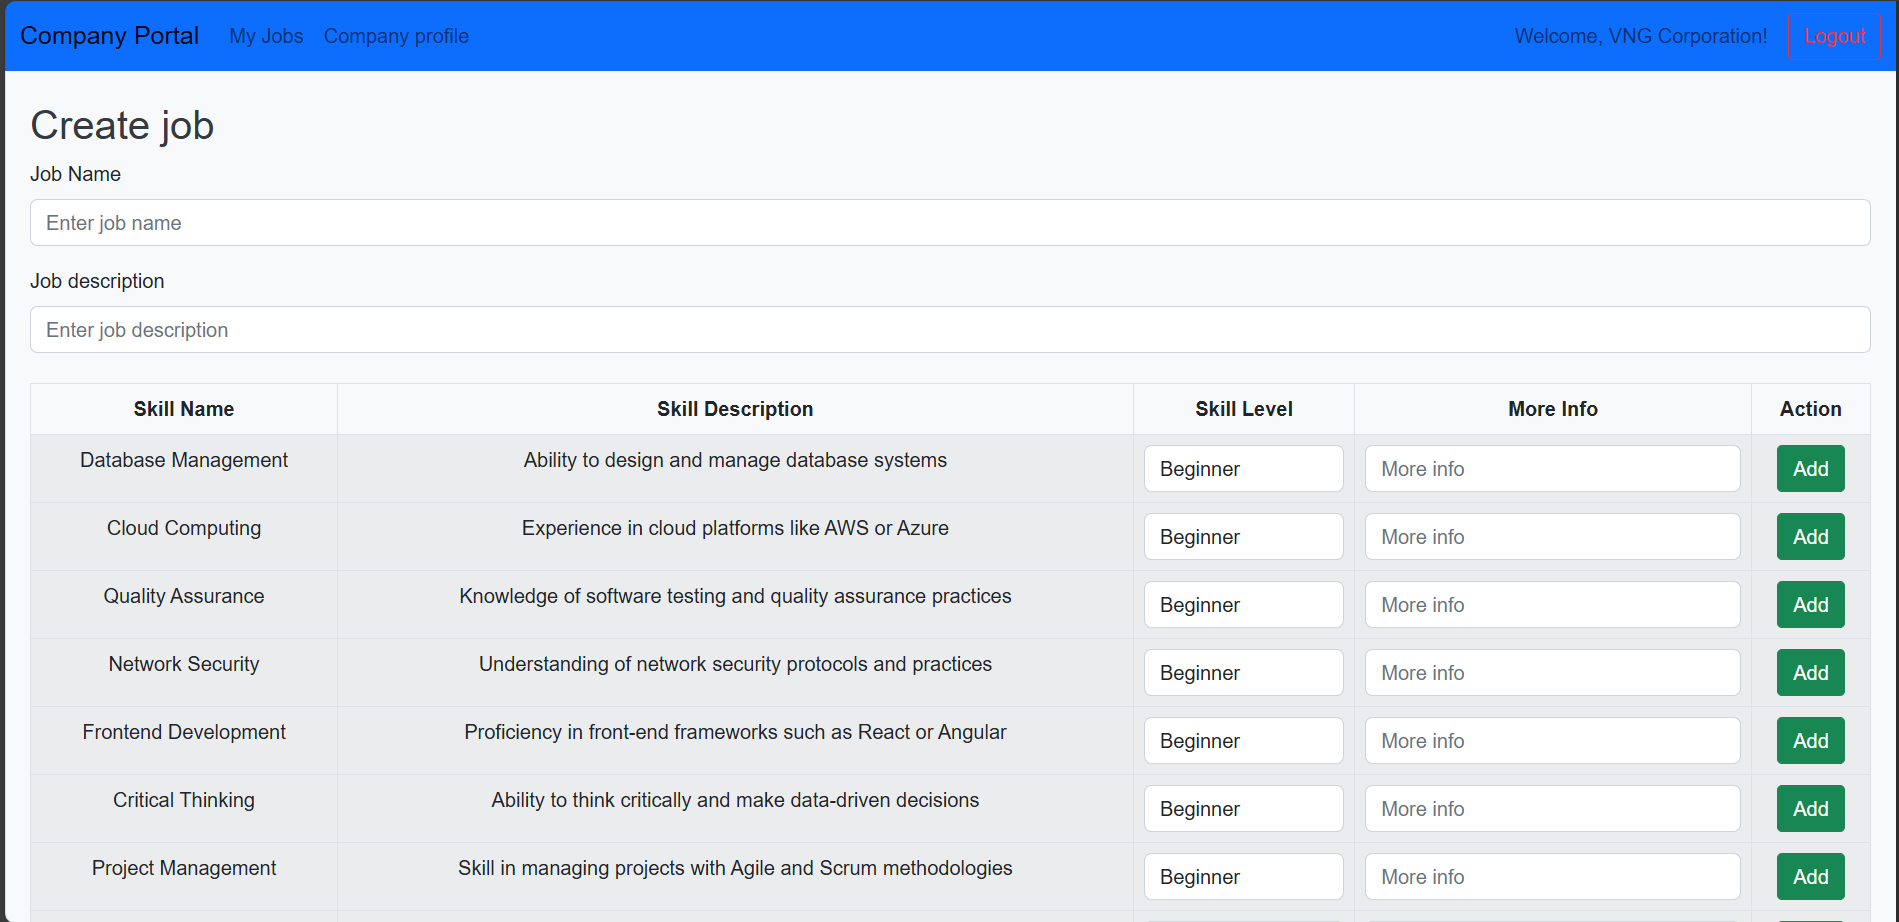 Company Portal My Jobs Company profile Welcome, VNG Corporation! Logout
Create job
Job Name
Enter job name
Job description
Enter job description
Skill Name Skill Description Skill Level More Info Action
Database Management Ability to design and manage database systems Beginner More info Add
Cloud Computing Experience in cloud platforms like AWS or Azure Beginner More info Add
Quality Assurance Knowledge of software testing and quality assurance practices Beginner More info Add
Network Security Understanding of network security protocols and practices Beginner More info Add
Frontend Development Proficiency in front-end frameworks such as React or Angular Beginner More info Add
Critical Thinking Ability to think critically and make data-driven decisions Beginner More info Add
Project Management Skill in managing projects with Agile and Scrum methodologies Beginner More info Add